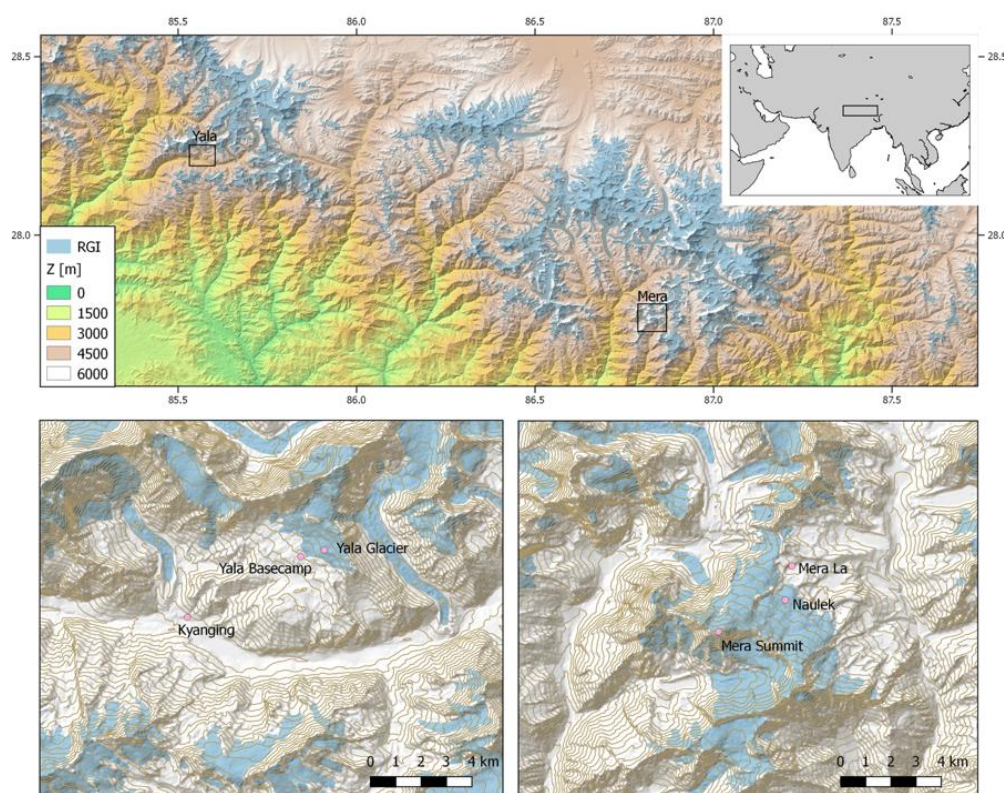 85.5 86.0 86.5 87.0 87.5
28.5 28.5
Yala
28.0 28.0
RGI
Z [m]
0
1500
3000
4500
6000
Mera
85.5 86.0 86.5 87.0 87.5
Yala Glacier
Yala Basecamp
Kyanging
0 1 2 3 4 km
Mera La
Naulek
Mera Summit
0 1 2 3 4 km